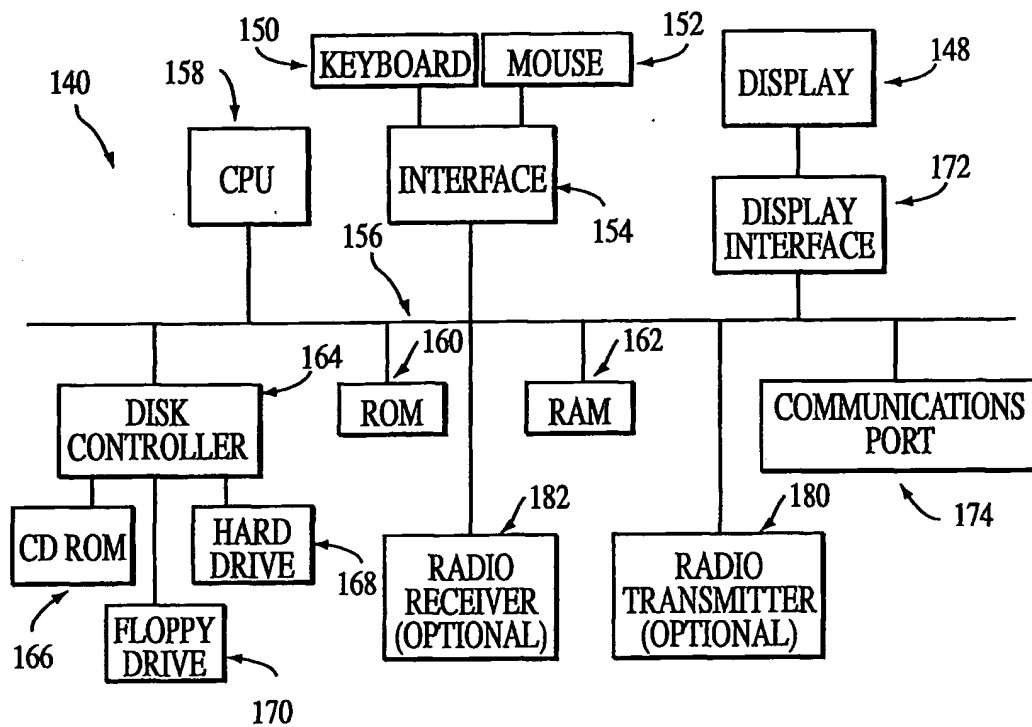 150
KEYBOARD
MOUSE
152
158
140
DISPLAY
148
CPU
INTERFACE
154
172
DISPLAY
INTERFACE
156
164
160
162
DISK
CONTROLLER
ROM
RAM
COMMUNICATIONS
PORT
174
182
180
CD ROM
166
HARD
DRIVE
168
FLOPPY
DRIVE
170
RADIO
RECEIVER
(OPTIONAL)
RADIO
TRANSMITTER
(OPTIONAL)